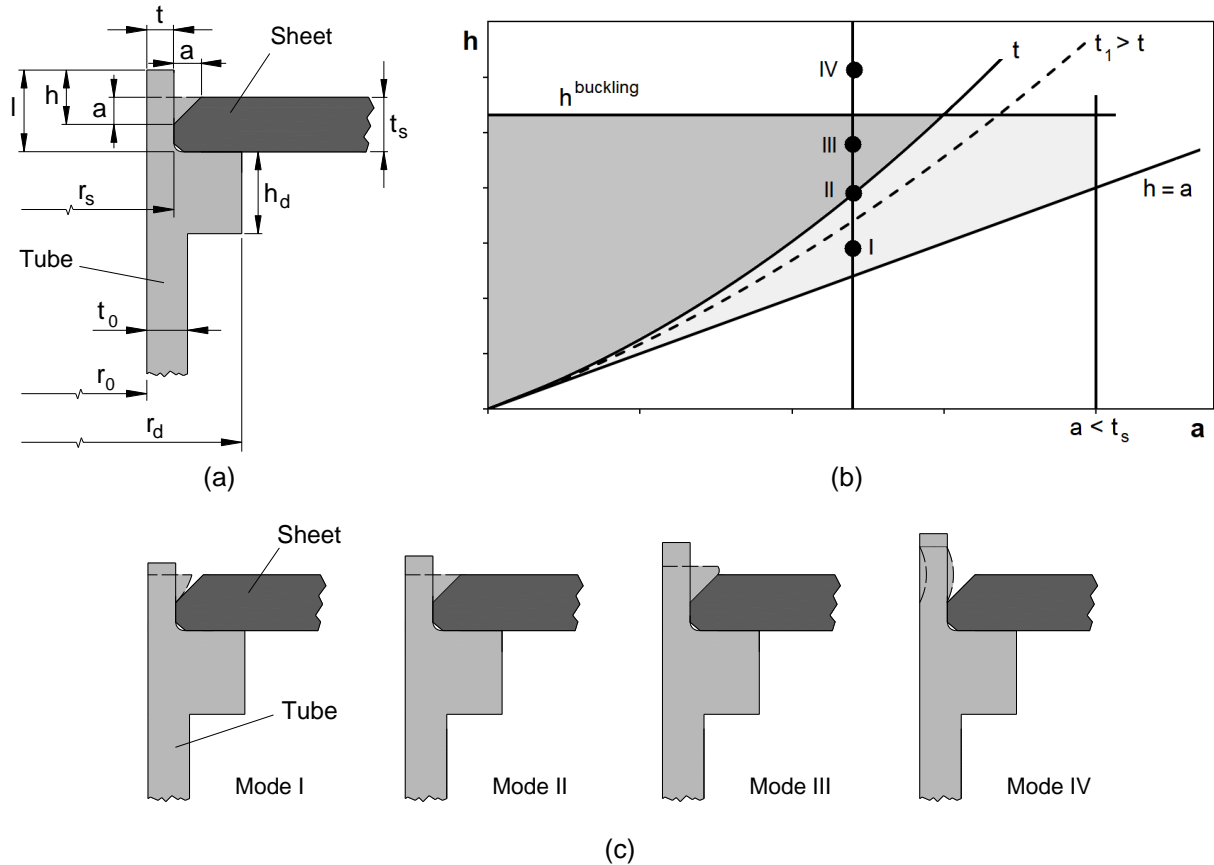 t
Sheet
a
h
l
a
t_s
r_s
h_d
Tube
t_0
r_0
r_d
(a)
h
t
t_1 > t
IV
h^buckling
III
II
I
h = a
a < t_s
a
(b)
Sheet
Tube
Mode I
Mode II
Mode III
Mode IV
(c)